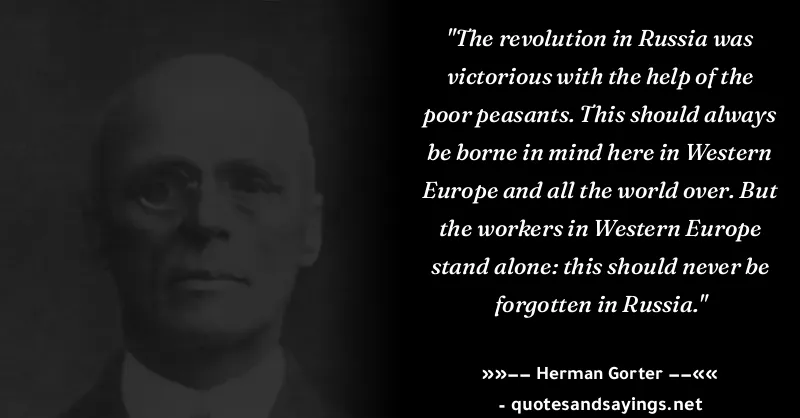 "The revolution in Russia was
victorious with the help of the
poor peasants. This should always
be borne in mind here in Western
Europe and all the world over. But
the workers in Western Europe
stand alone: this should never be
forgotten in Russia."
»»−− Herman Gorter −−««
- quotesandsayings.net